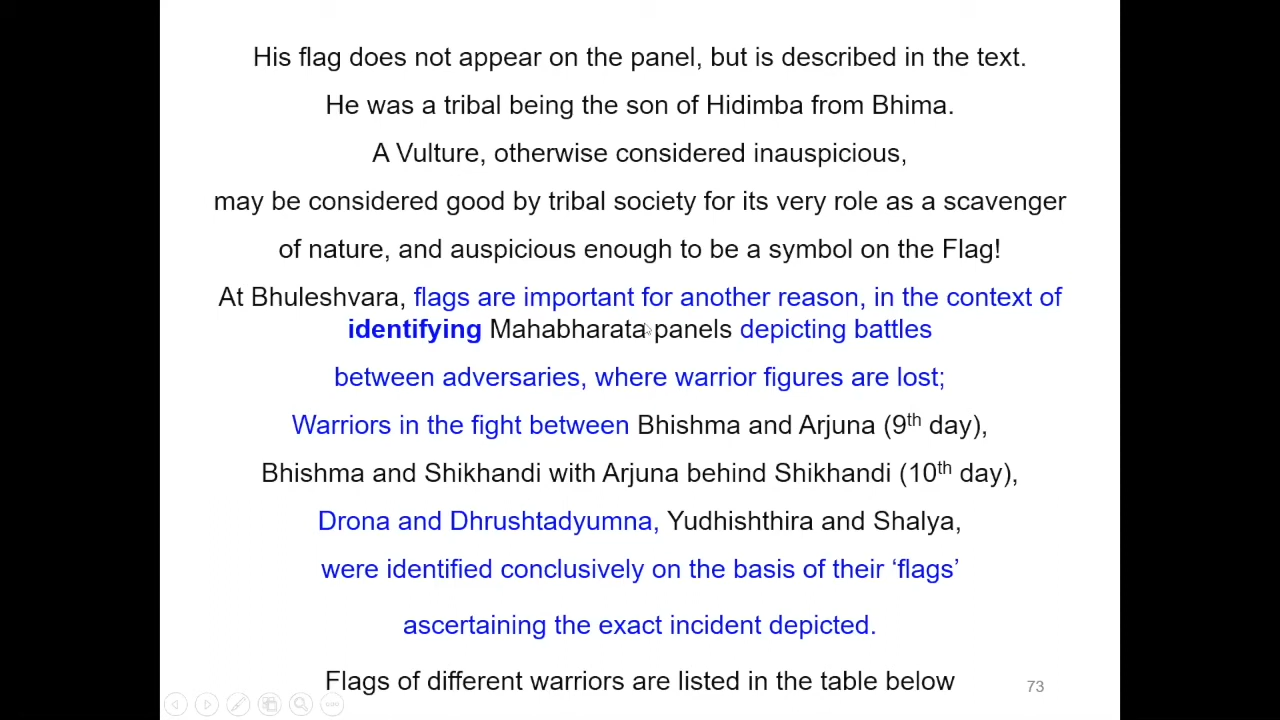 His flag does not appear on the panel, but is described in the text.
He was a tribal being the son of Hidimba from Bhima.
A Vulture, otherwise considered inauspicious,
may be considered good by tribal society for its very role as a scavenger
of nature, and auspicious enough to be a symbol on the Flag!
At Bhuleshvara, flags are important for another reason, in the context of
identifying Mahabharata panels depicting battles
between adversaries, where warrior figures are lost;
Warriors in the fight between Bhishma and Arjuna (9th day),
Bhishma and Shikhandi with Arjuna behind Shikhandi (10th day),
Drona and Dhrushtadyumna, Yudhishthira and Shalya,
were identified conclusively on the basis of their ‘flags’
ascertaining the exact incident depicted.
Flags of different warriors are listed in the table below
73